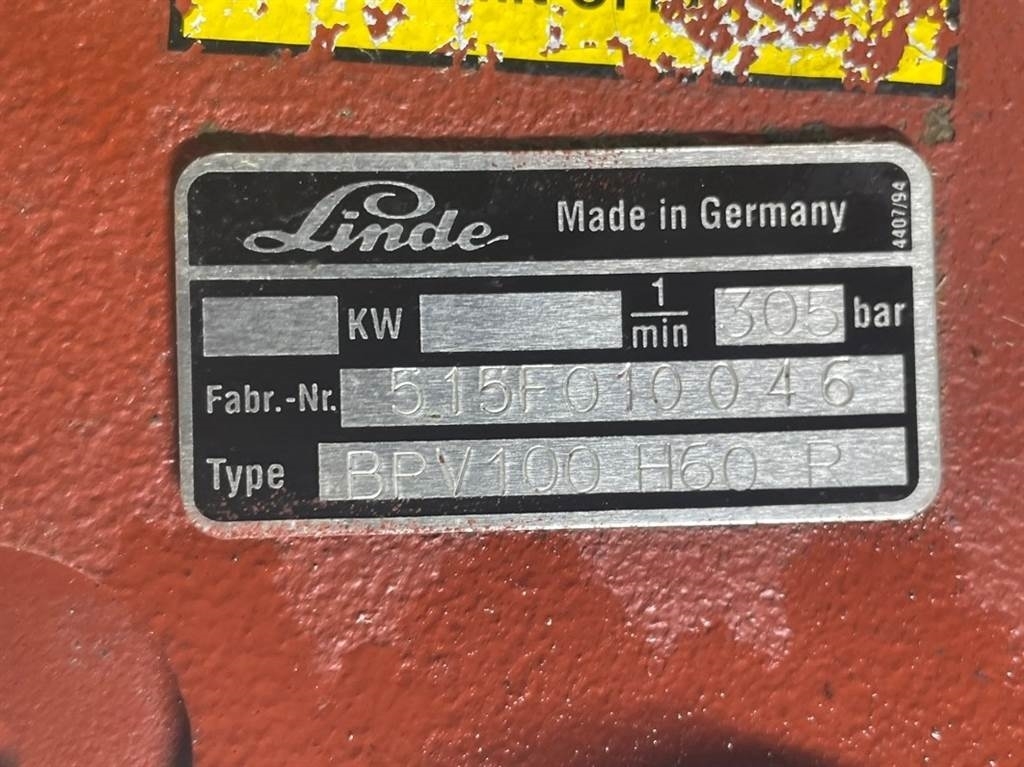 Linde Made in Germany 4407/94
KW 1/min 305 bar
Fabr.-Nr. 515F010046
Type BPV100 H60 R